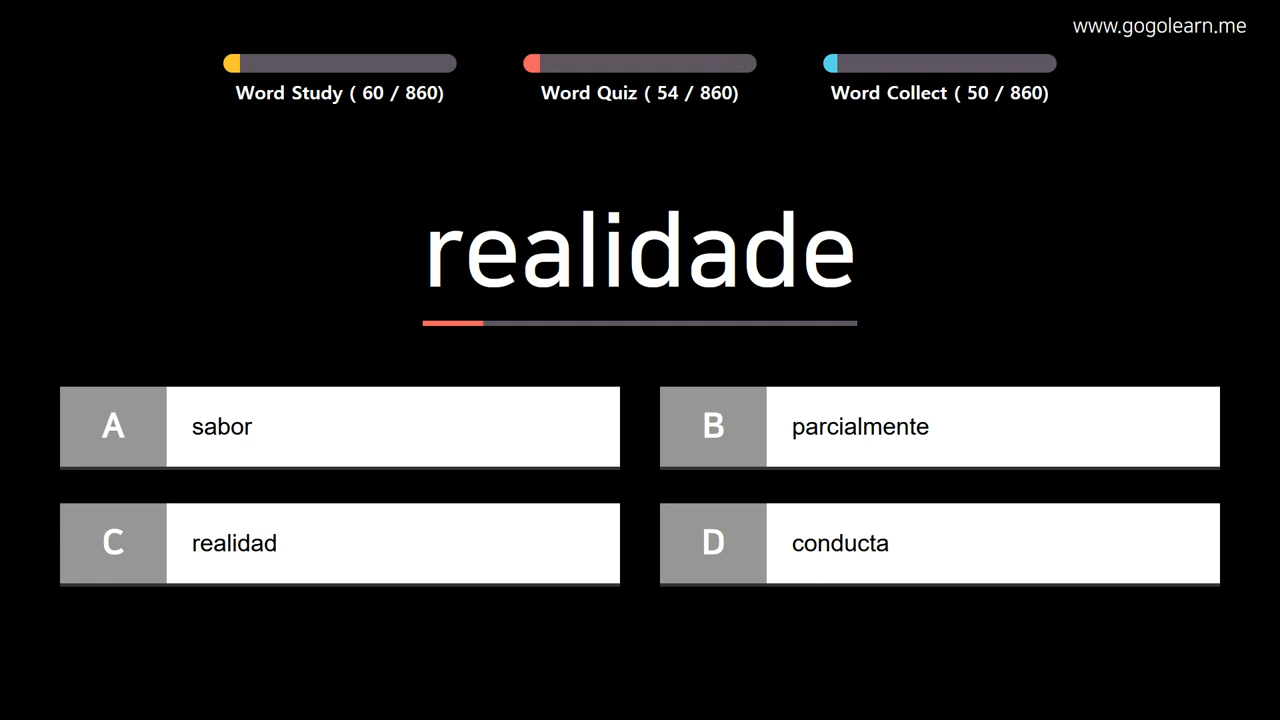 www.gogolearn.me
Word Study ( 60 / 860)
Word Quiz ( 54 / 860)
Word Collect ( 50 / 860)
realidade
A sabor
B parcialmente
C realidad
D conducta